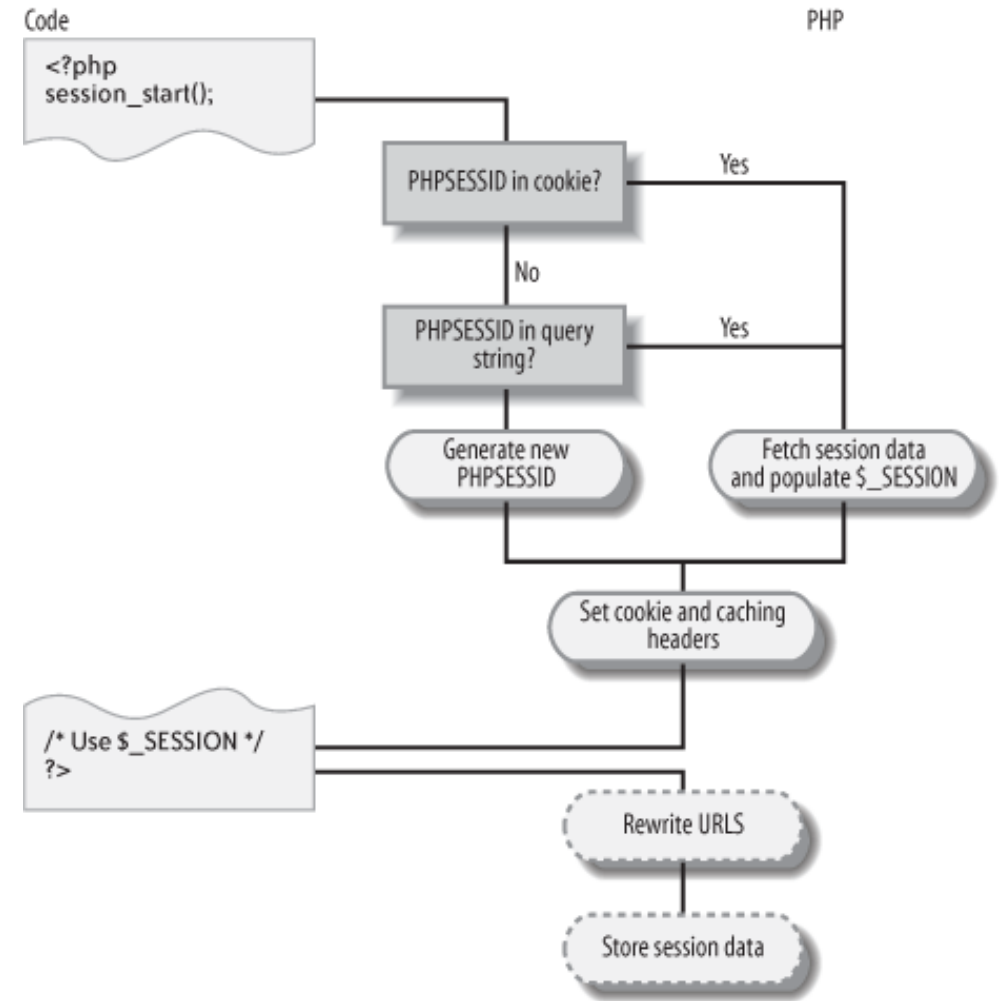 Code
PHP
<?php
session_start();
PHPSESSID in cookie?
Yes
No
PHPSESSID in query
string?
Yes
Generate new
PHPSESSID
Fetch session data
and populate $_SESSION
Set cookie and caching
headers
/* Use $_SESSION */
?>
Rewrite URLS
Store session data